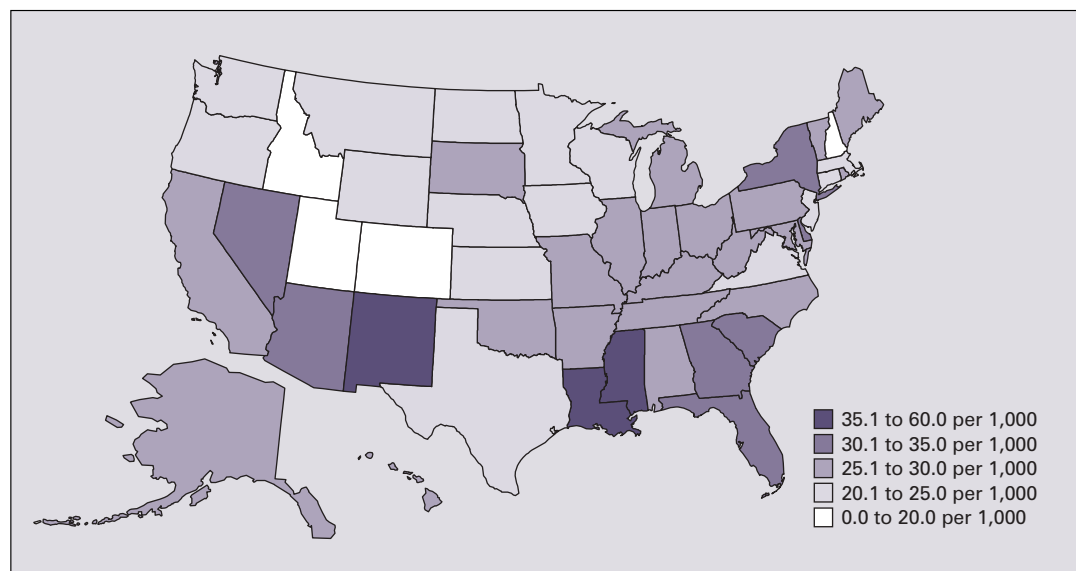 35.1 to 60.0 per 1,000
30.1 to 35.0 per 1,000
25.1 to 30.0 per 1,000
20.1 to 25.0 per 1,000
0.0 to 20.0 per 1,000